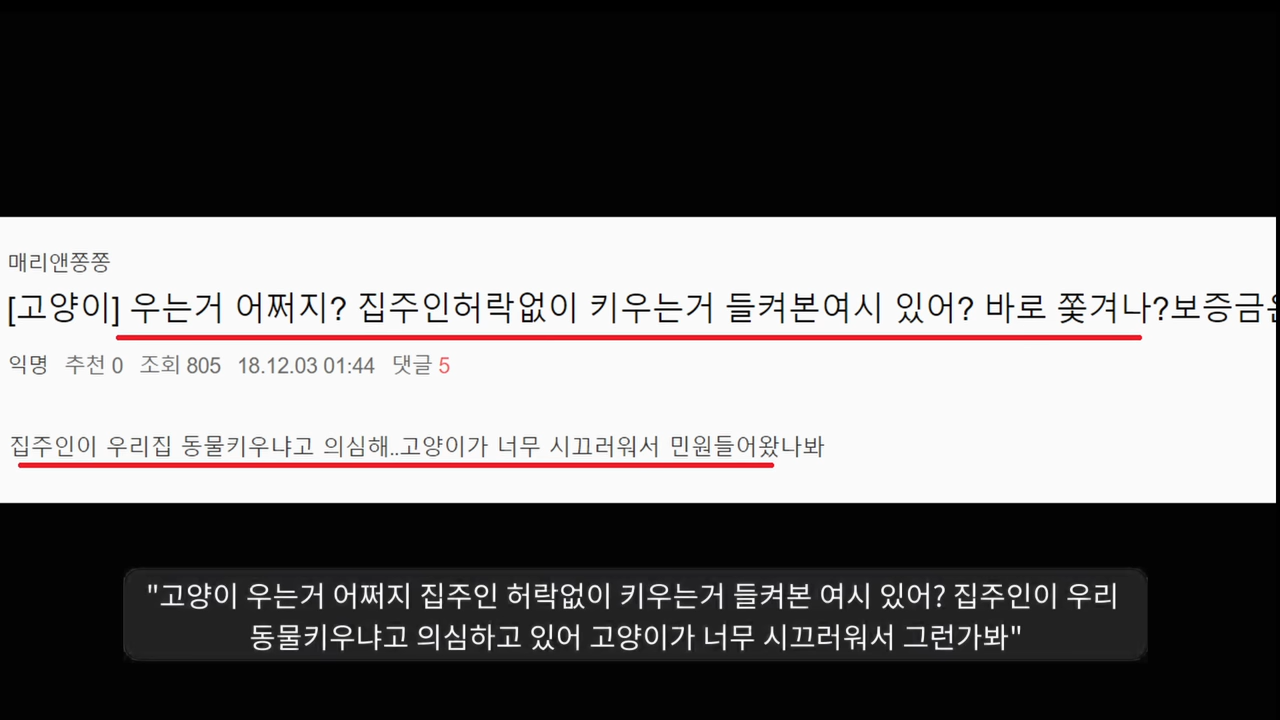 매리앤쫑쫑
[고양이] 우는거 어쩌지? 집주인허락없이 키우는거 들켜본여시 있어? 바로 쫓겨나?보증금은
익명 추천 0 조회 805 18.12.03 01:44 댓글 5
집주인이 우리집 동물키우냐고 의심해..고양이가 너무 시끄러워서 민원들어왔나봐
"고양이 우는거 어쩌지 집주인 허락없이 키우는거 들켜본 여시 있어? 집주인이 우리
동물키우냐고 의심하고 있어 고양이가 너무 시끄러워서 그런가봐"